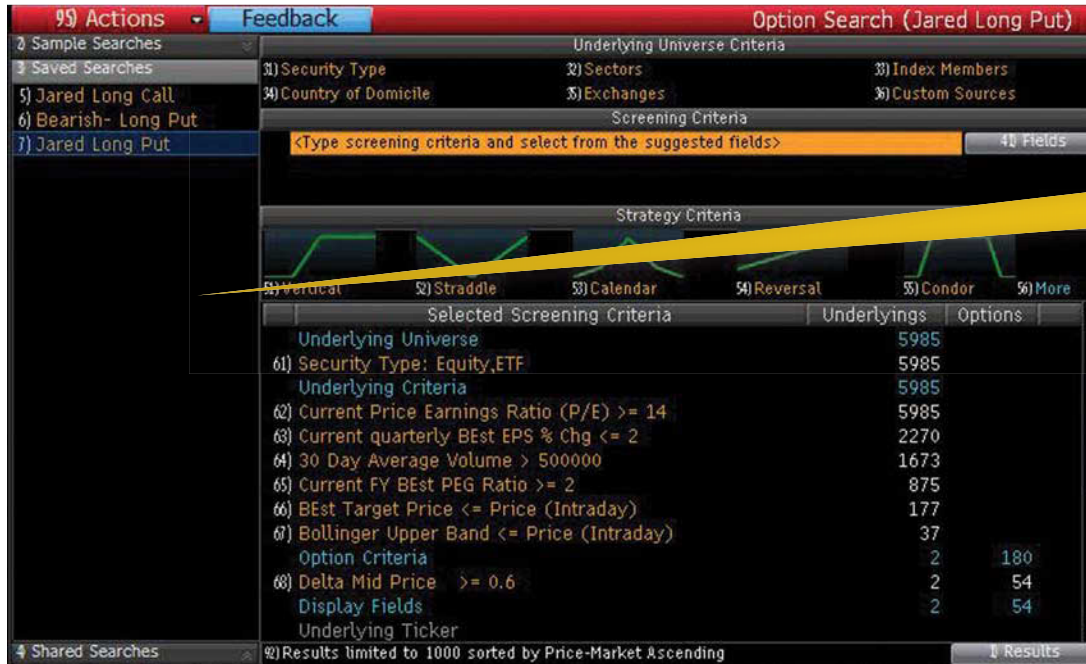 95) Actions Feedback Option Search (Jared Long Put)
2) Sample Searches
3) Saved Searches
5) Jared Long Call
6) Bearish- Long Put
7) Jared Long Put
4) Shared Searches
Underlying Universe Criteria
31) Security Type 32) Sectors 33) Index Members
34) Country of Domicile 35) Exchanges 36) Custom Sources
Screening Criteria
<Type screening criteria and select from the suggested fields> 41) Fields
Strategy Criteria
51) Vertical 52) Straddle 53) Calendar 54) Reversal 55) Condor 56) More
Selected Screening Criteria Underlyings Options
Underlying Universe 5985
61) Security Type: Equity,ETF 5985
Underlying Criteria 5985
62) Current Price Earnings Ratio (P/E) >= 14 5985
63) Current quarterly BEst EPS % Chg <= 2 2270
64) 30 Day Average Volume > 500000 1673
65) Current FY BEst PEG Ratio >= 2 875
66) BEst Target Price <= Price (Intraday) 177
67) Bollinger Upper Band <= Price (Intraday) 37
Option Criteria 2 180
68) Delta Mid Price >= 0.6 2 54
Display Fields 2 54
Underlying Ticker
92) Results limited to 1000 sorted by Price-Market Ascending 1) Results